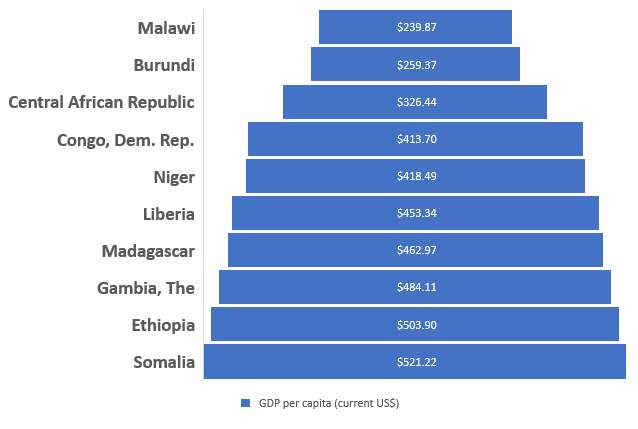 Malawi $239.87
Burundi $259.37
Central African Republic $326.44
Congo, Dem. Rep. $413.70
Niger $418.49
Liberia $453.34
Madagascar $462.97
Gambia, The $484.11
Ethiopia $503.90
Somalia $521.22
GDP per capita (current US$)